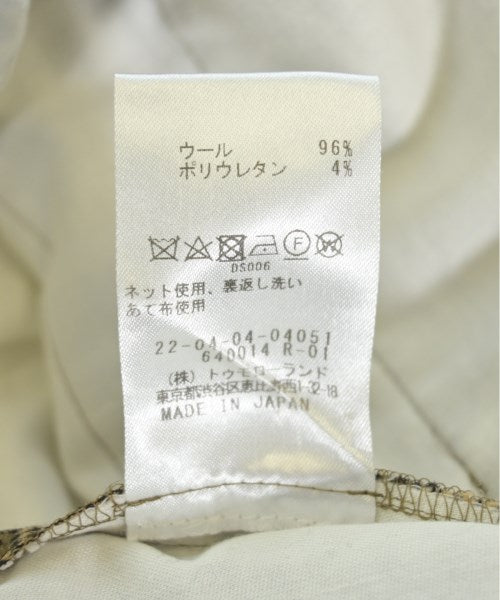 ウール 96%
ポリウレタン 4%
DS006
ネット使用、裏返し洗い
あて布使用
22-04-04-04051
640014 R-01
(株) トゥモローランド
東京都渋谷区恵比寿西1-32-18
MADE IN JAPAN